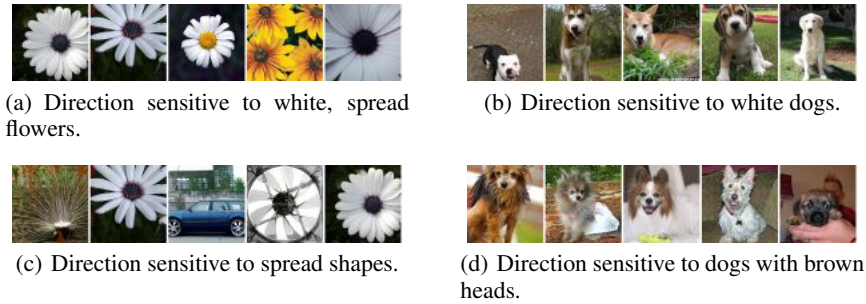 (a) Direction sensitive to white, spread
flowers.
(b) Direction sensitive to white dogs.
(c) Direction sensitive to spread shapes.
(d) Direction sensitive to dogs with brown
heads.